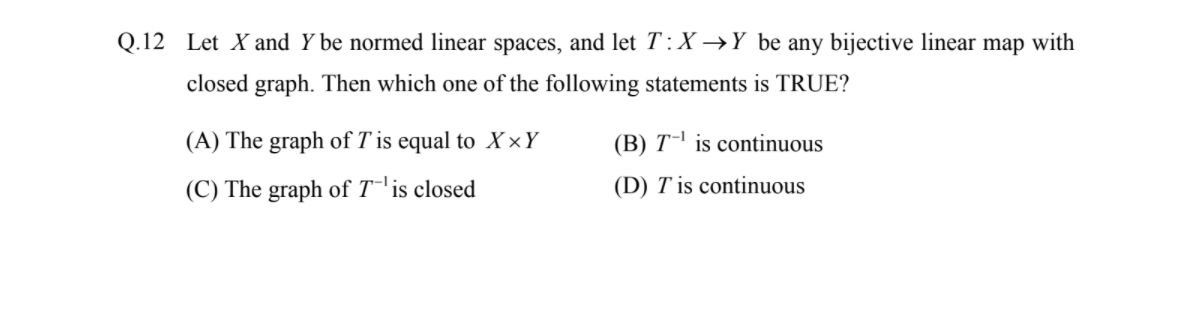 Q.12 Let X and Y be normed linear spaces, and let T : X → Y be any bijective linear map with
closed graph. Then which one of the following statements is TRUE?
(A) The graph of T is equal to X × Y (B) T⁻¹ is continuous
(C) The graph of T⁻¹ is closed (D) T is continuous